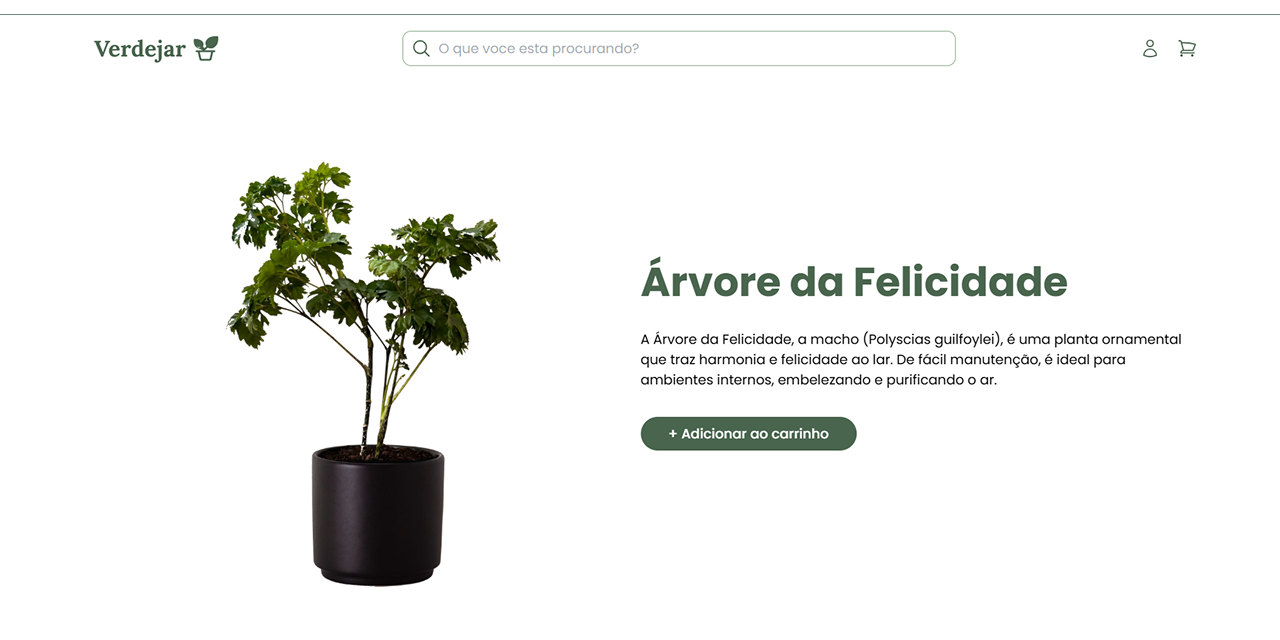 Verdejar
O que voce esta procurando?
Árvore da Felicidade
A Árvore da Felicidade, a macho (Polyscias guilfoylei), é uma planta ornamental
que traz harmonia e felicidade ao lar. De fácil manutenção, é ideal para
ambientes internos, embelezando e purificando o ar.
+ Adicionar ao carrinho